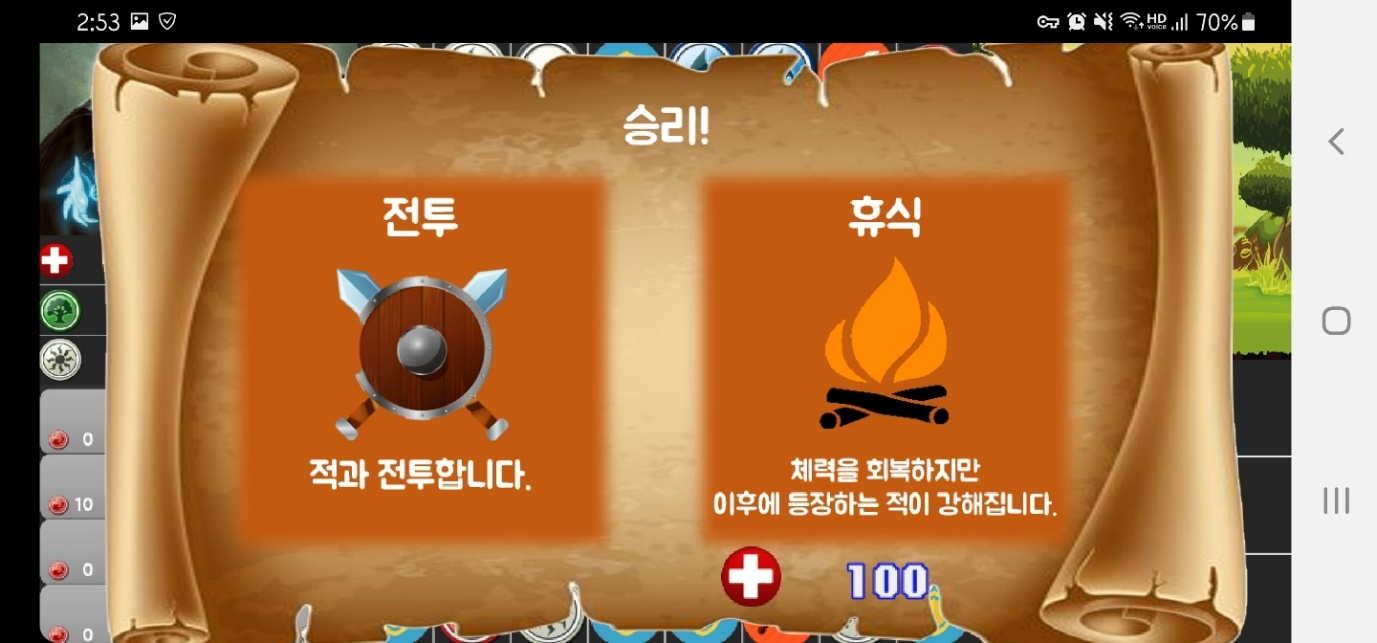 2:53
HD
voice
70%
승리!
전투
휴식
적과 전투합니다.
체력을 회복하지만
이후에 등장하는 적이 강해집니다.
100
0
10
0
0